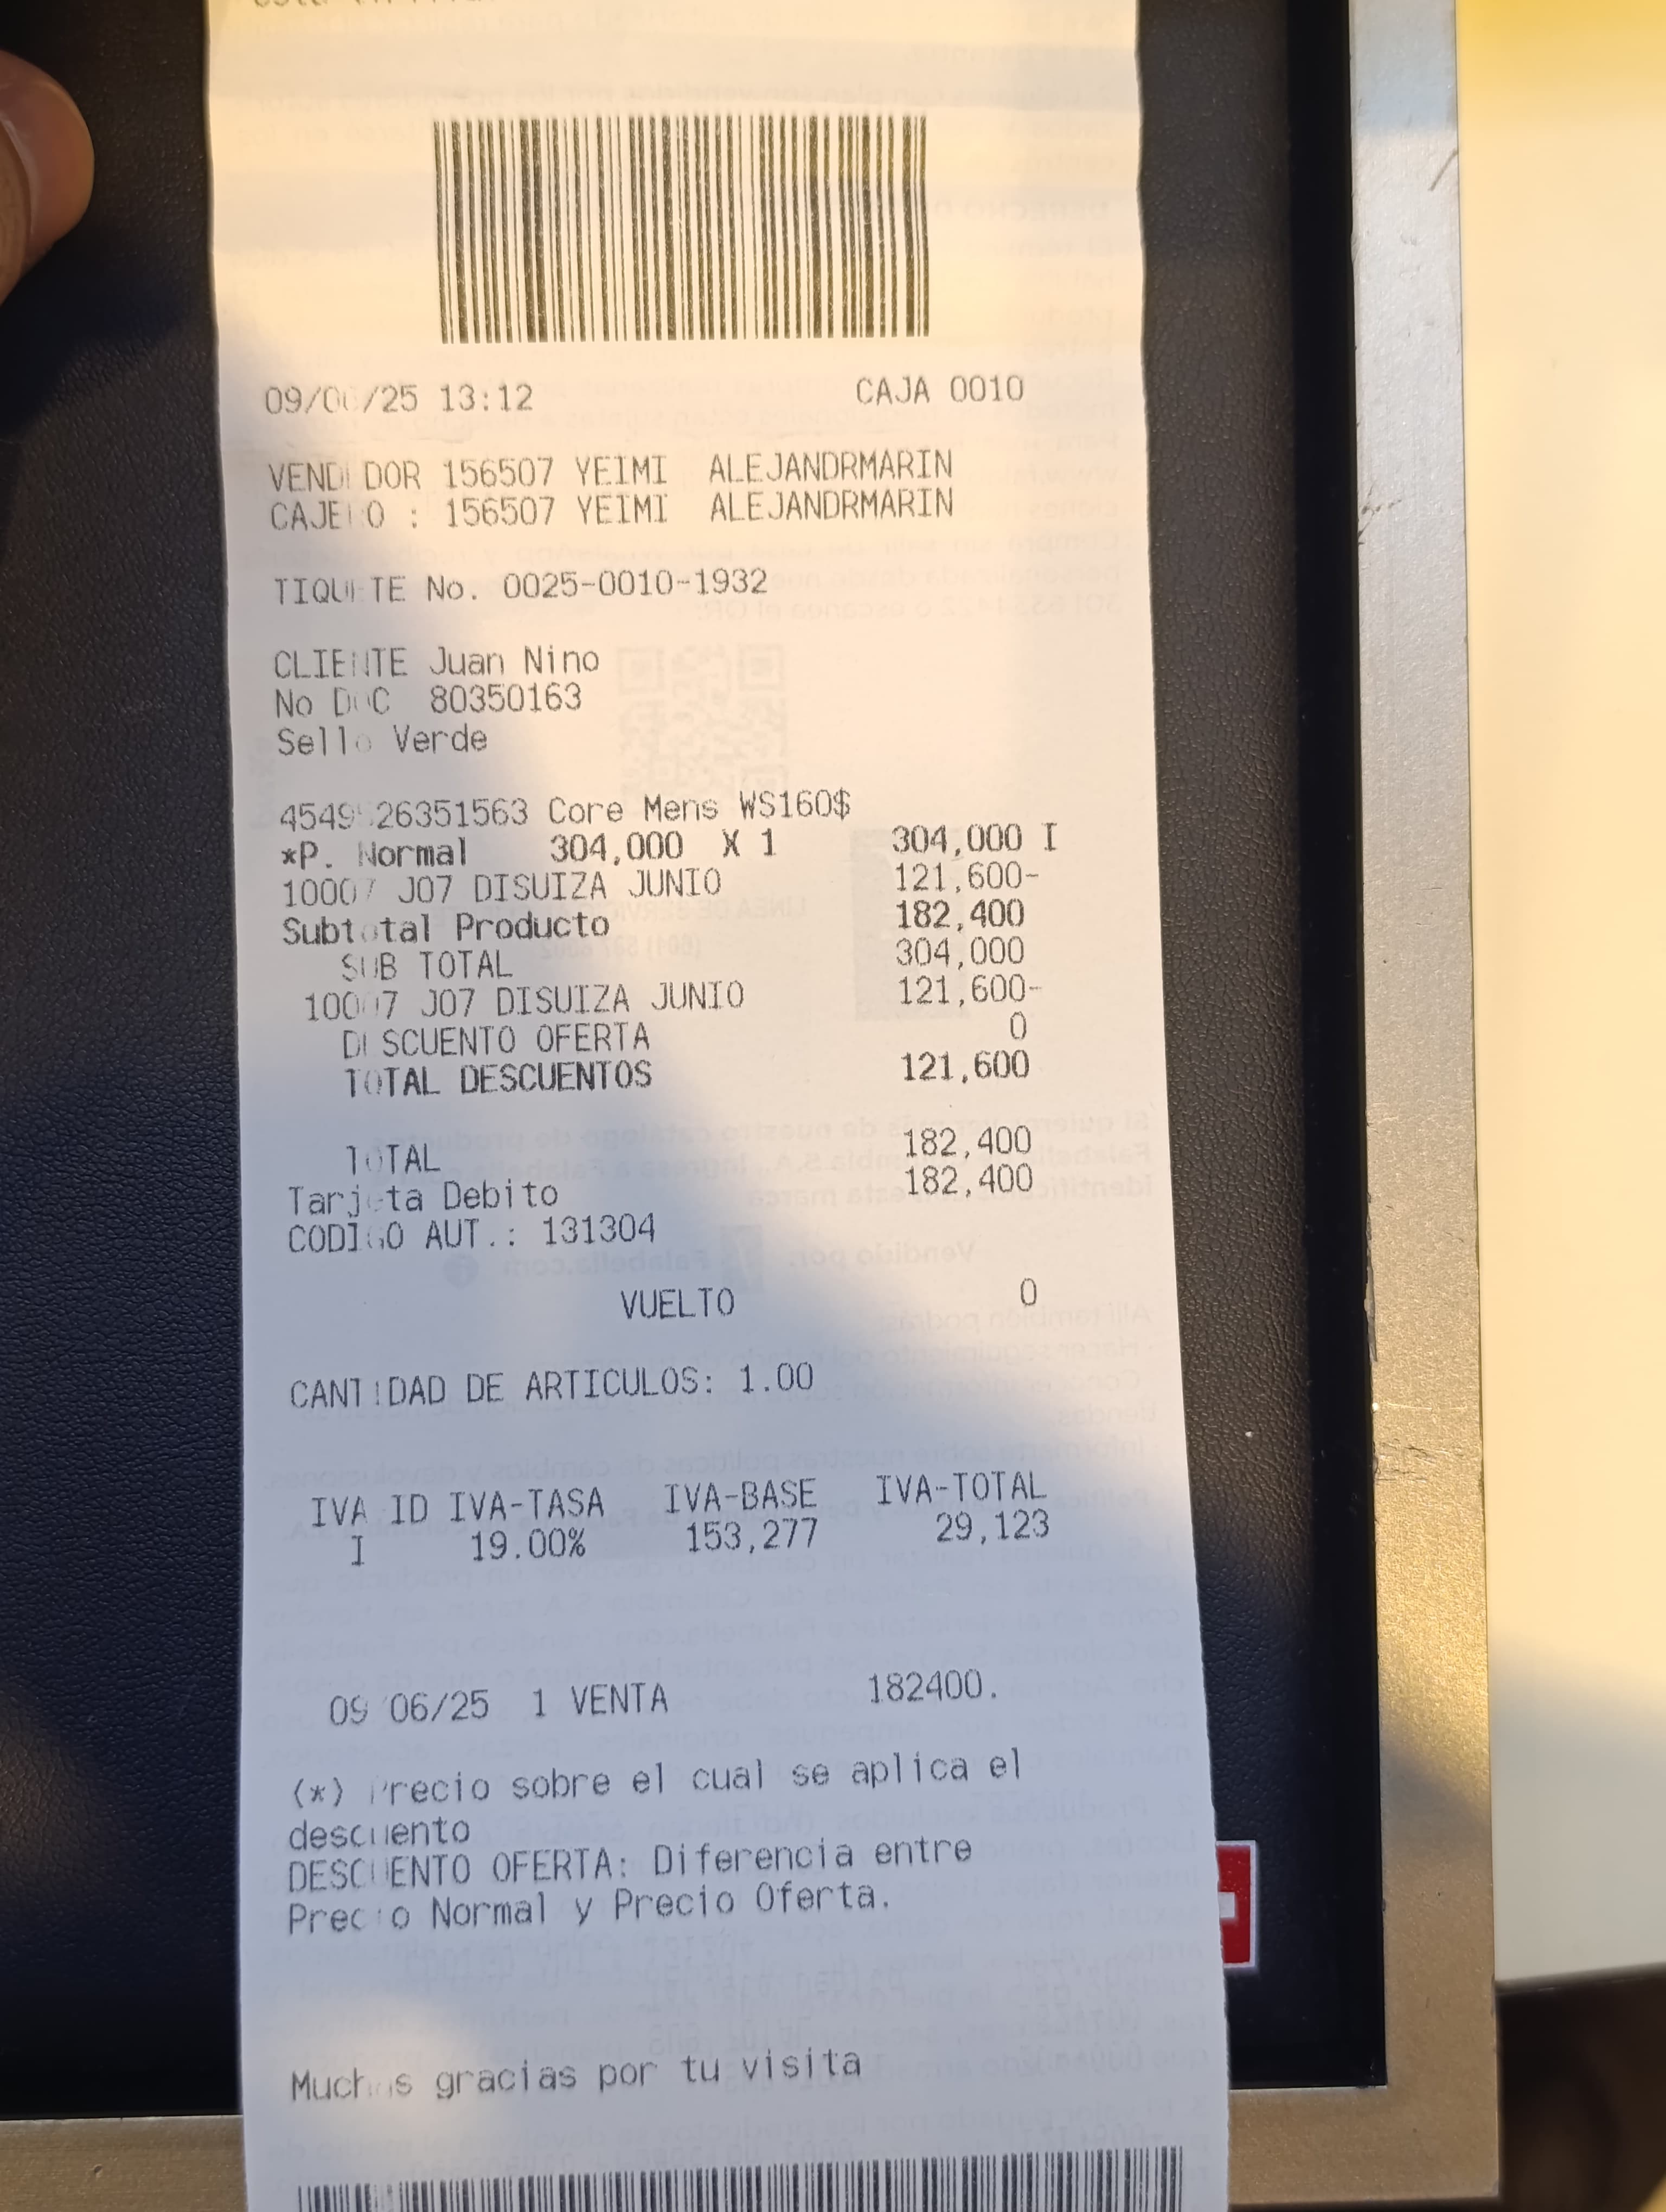 09/06/25 13:12 CAJA 0010
VENDEDOR 156507 YEIMI ALEJANDRMARIN
CAJERO : 156507 YEIMI ALEJANDRMARIN
TIQUETE No. 0025-0010-1932
CLIENTE Juan Nino
No DOC 80350163
Sello Verde
Core Mens WS160$
*P. Normal 304,000 X 1 304,000 I
10007 J07 DISUIZA JUNIO 121,600-
Subtotal Producto 182,400
SUB TOTAL 304,000
10007 J07 DISUIZA JUNIO 121,600-
DISCUENTO OFERTA 0
TOTAL DESCUENTOS 121,600
TOTAL 182,400
Tarjeta Debito 182,400
CODIGO AUT.: 131304
VUELTO 0
CANTIDAD DE ARTICULOS: 1.00
IVA ID IVA-TASA IVA-BASE IVA-TOTAL
I 19.00% 153,277 29,123
09/06/25 1 VENTA 182400.
(*) Precio sobre el cual se aplica el
descuento
DESCUENTO OFERTA: Diferencia entre
Precio Normal y Precio Oferta.
Muchas gracias por tu visita